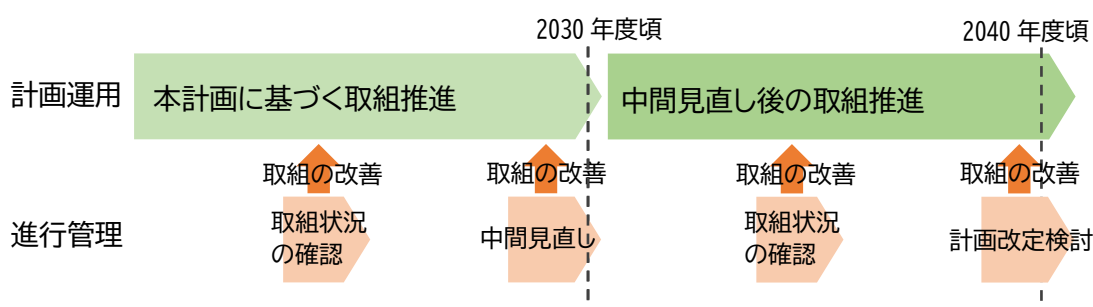 2030 年度頃
2040 年度頃
計画運用
本計画に基づく取組推進
中間見直し後の取組推進
取組の改善
取組の改善
取組の改善
取組の改善
進行管理
取組状況
の確認
中間見直し
取組状況
の確認
計画改定検討